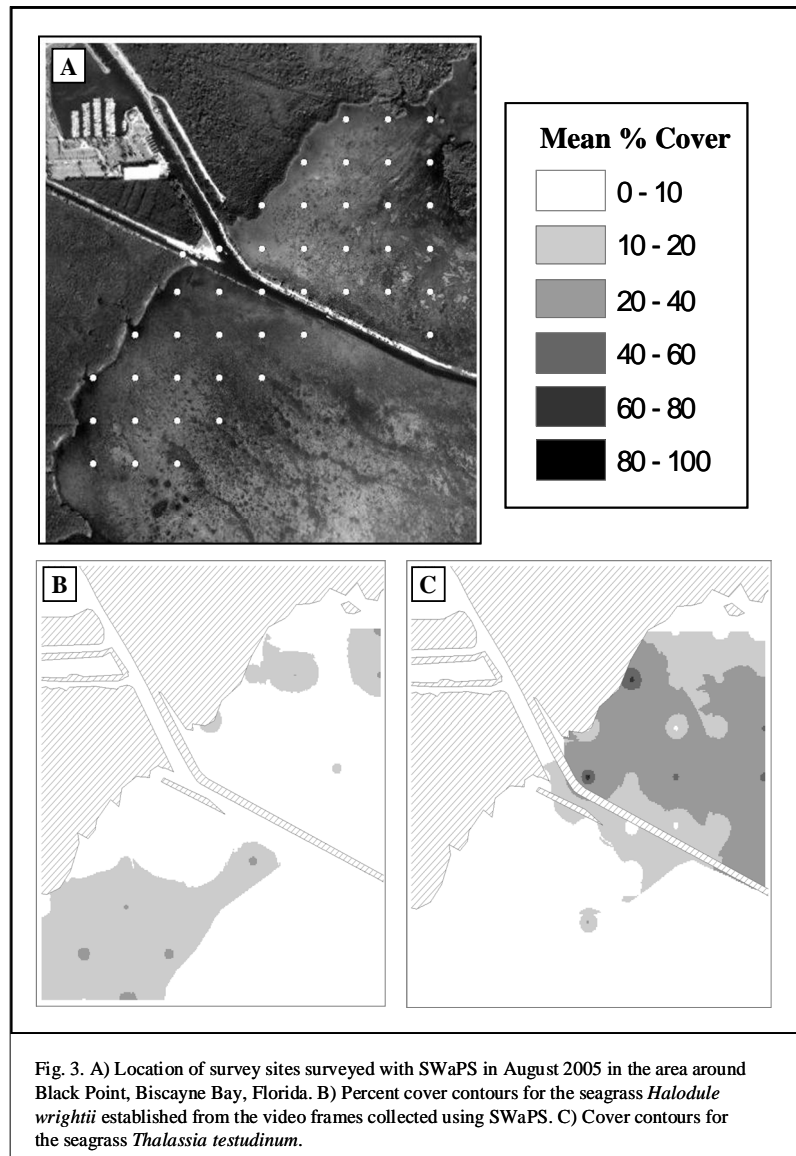 A
Mean % Cover
0 - 10
10 - 20
20 - 40
40 - 60
60 - 80
80 - 100
B
C
Fig. 3. A) Location of survey sites surveyed with SWaPS in August 2005 in the area around
Black Point, Biscayne Bay, Florida. B) Percent cover contours for the seagrass Halodule
wrightii established from the video frames collected using SWaPS. C) Cover contours for
the seagrass Thalassia testudinum.